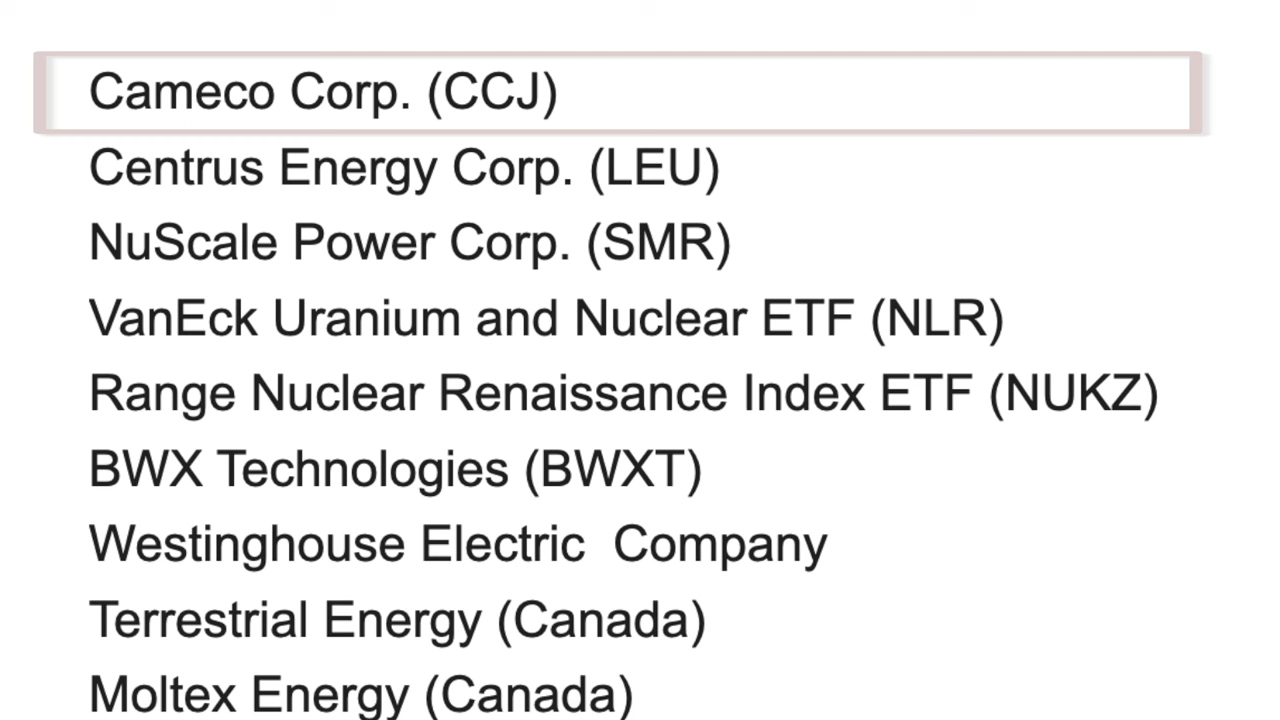 Cameco Corp. (CCJ)
Centrus Energy Corp. (LEU)
NuScale Power Corp. (SMR)
VanEck Uranium and Nuclear ETF (NLR)
Range Nuclear Renaissance Index ETF (NUKZ)
BWX Technologies (BWXT)
Westinghouse Electric  Company
Terrestrial Energy (Canada)
Moltex Energy (Canada)